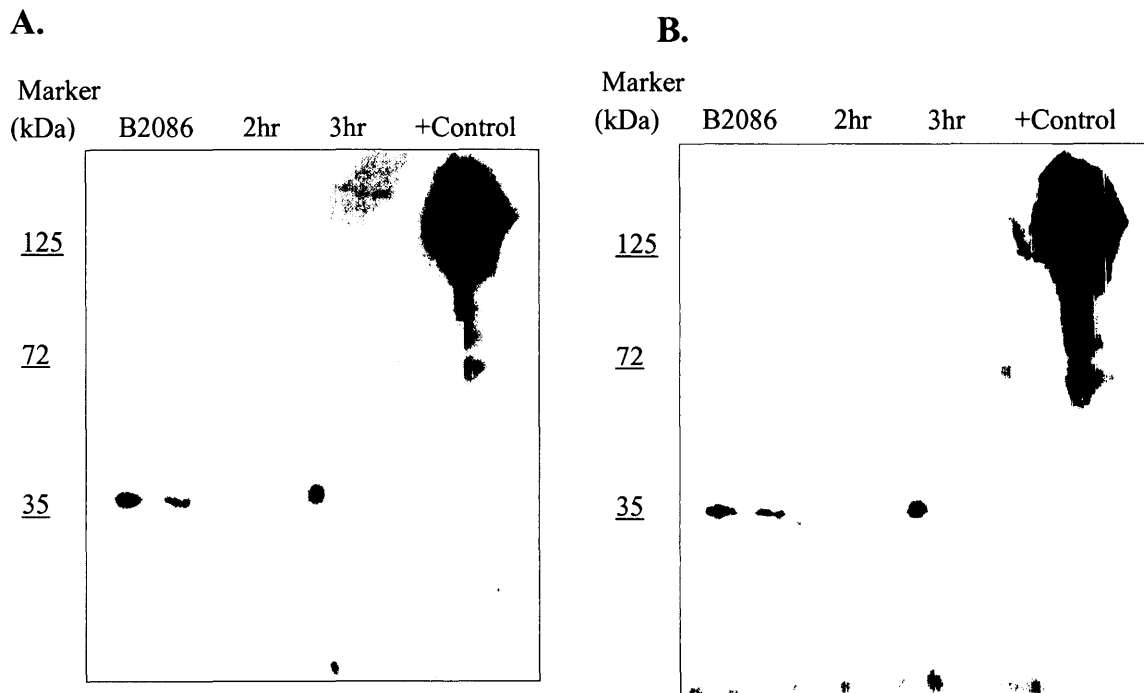 A.
Marker
(kDa) B2086 2hr 3hr +Control
125
72
35
B.
Marker
(kDa) B2086 2hr 3hr +Control
125
72
35